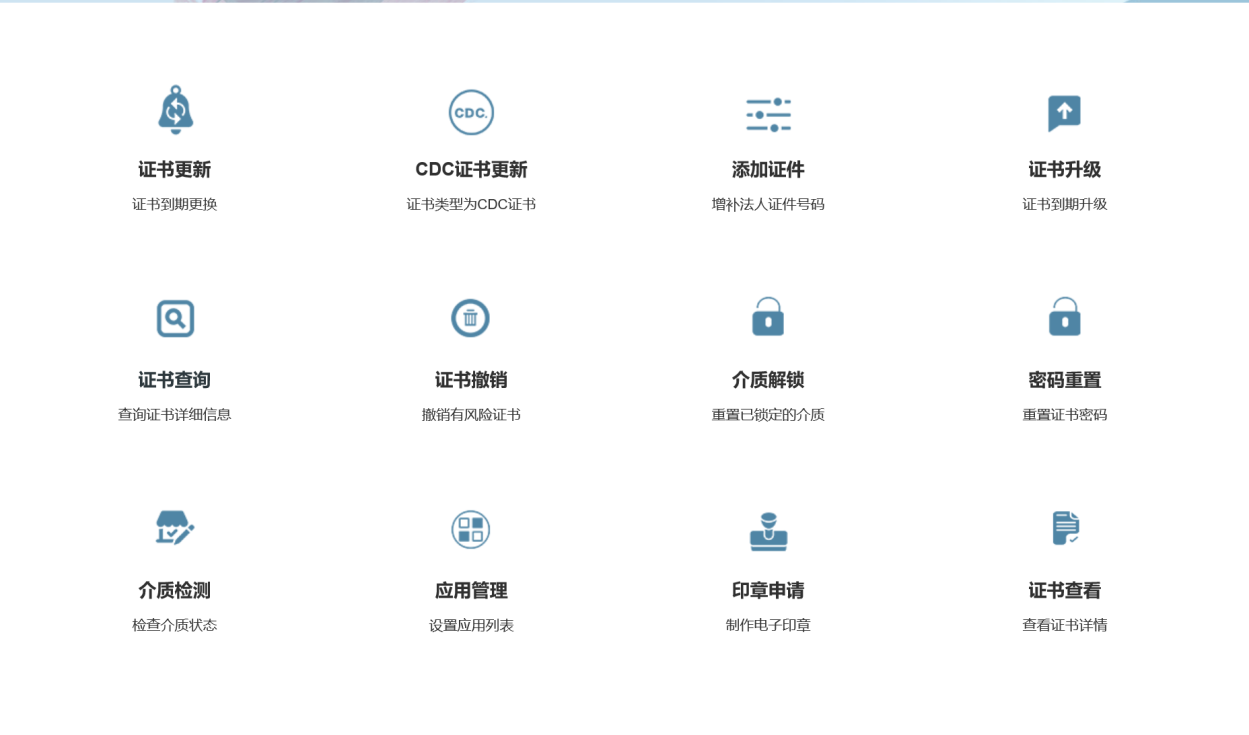 CDC.
证书更新
CDC证书更新
添加证件
证书升级
证书到期更换
证书类型为CDC证书
增补法人证件号码
证书到期升级
证书查询
证书撤销
介质解锁
密码重置
查询证书详细信息
撤销有风险证书
重置已锁定的介质
重置证书密码
介质检测
应用管理
印章申请
证书查看
检查介质状态
设置应用列表
制作电子印章
查看证书详情